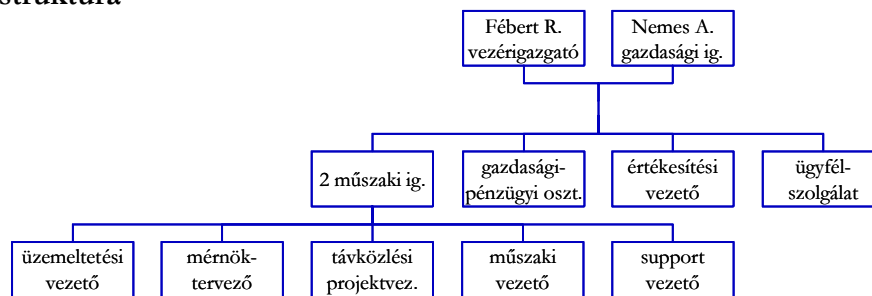 struktúra
Fébert R.
vezérigazgató
Nemes A.
gazdasági ig.
2 műszaki ig.
gazdasági-
pénzügyi oszt.
értékesítési
vezető
ügyfél-
szolgálat
üzemeltetési
vezető
mérnök-
tervező
távközlési
projektvez.
műszaki
vezető
support
vezető